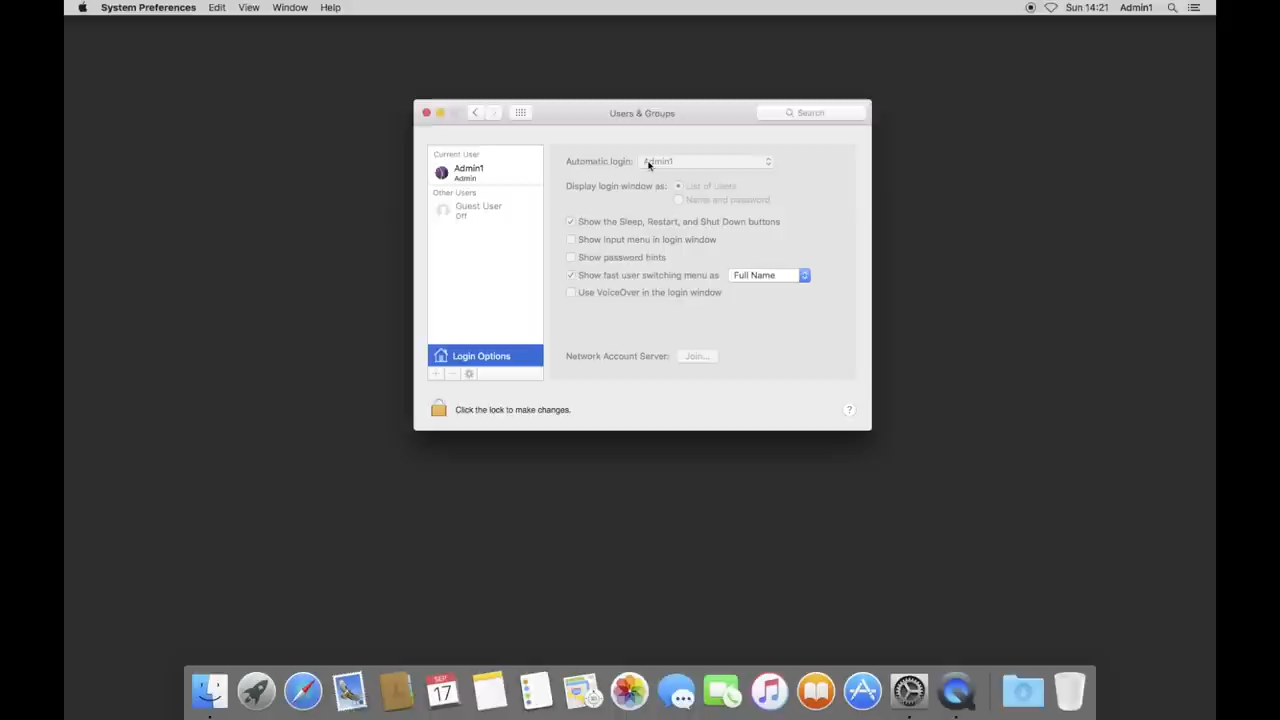 System Preferences Edit View Window Help Sun 14:21 Admin1
Users & Groups Search
Current User
Admin1
Admin
Other Users
Guest User
Off
Login Options
Automatic login: Admin1
Display login window as: List of users
Name and password
Show the Sleep, Restart, and Shut Down buttons
Show input menu in login window
Show password hints
Show fast user switching menu as Full Name
Use VoiceOver in the login window
Network Account Server: Join...
Click the lock to make changes. ?
SEP
17